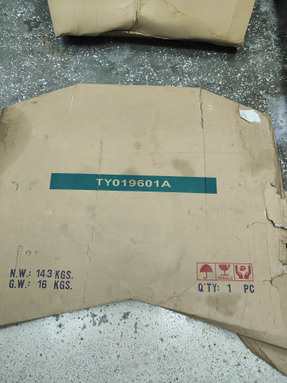 TY019601A
N.W.: 14.3 KGS.
G.W.: 16 KGS.
Q'TY: 1 PC